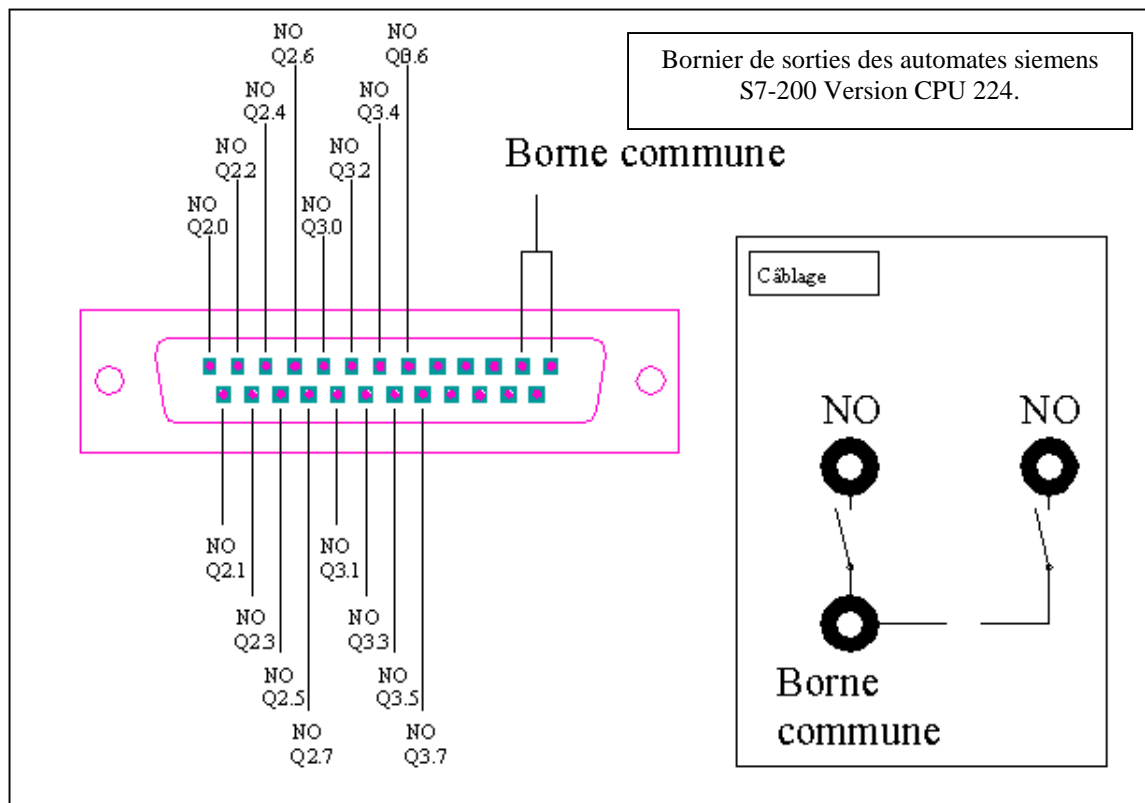 NO
Q2.6
NO
Q3.6
Bornier de sorties des automates siemens
S7-200 Version CPU 224.
NO
Q2.4
NO
Q3.4
NO
Q2.2
NO
Q3.2
Borne commune
NO
Q2.0
NO
Q3.0
Câblage
NO
NO
NO
Q2.1
NO
Q3.1
NO
Q2.3
NO
Q3.3
NO
Q2.5
NO
Q3.5
NO
Q2.7
NO
Q3.7
Borne
commune